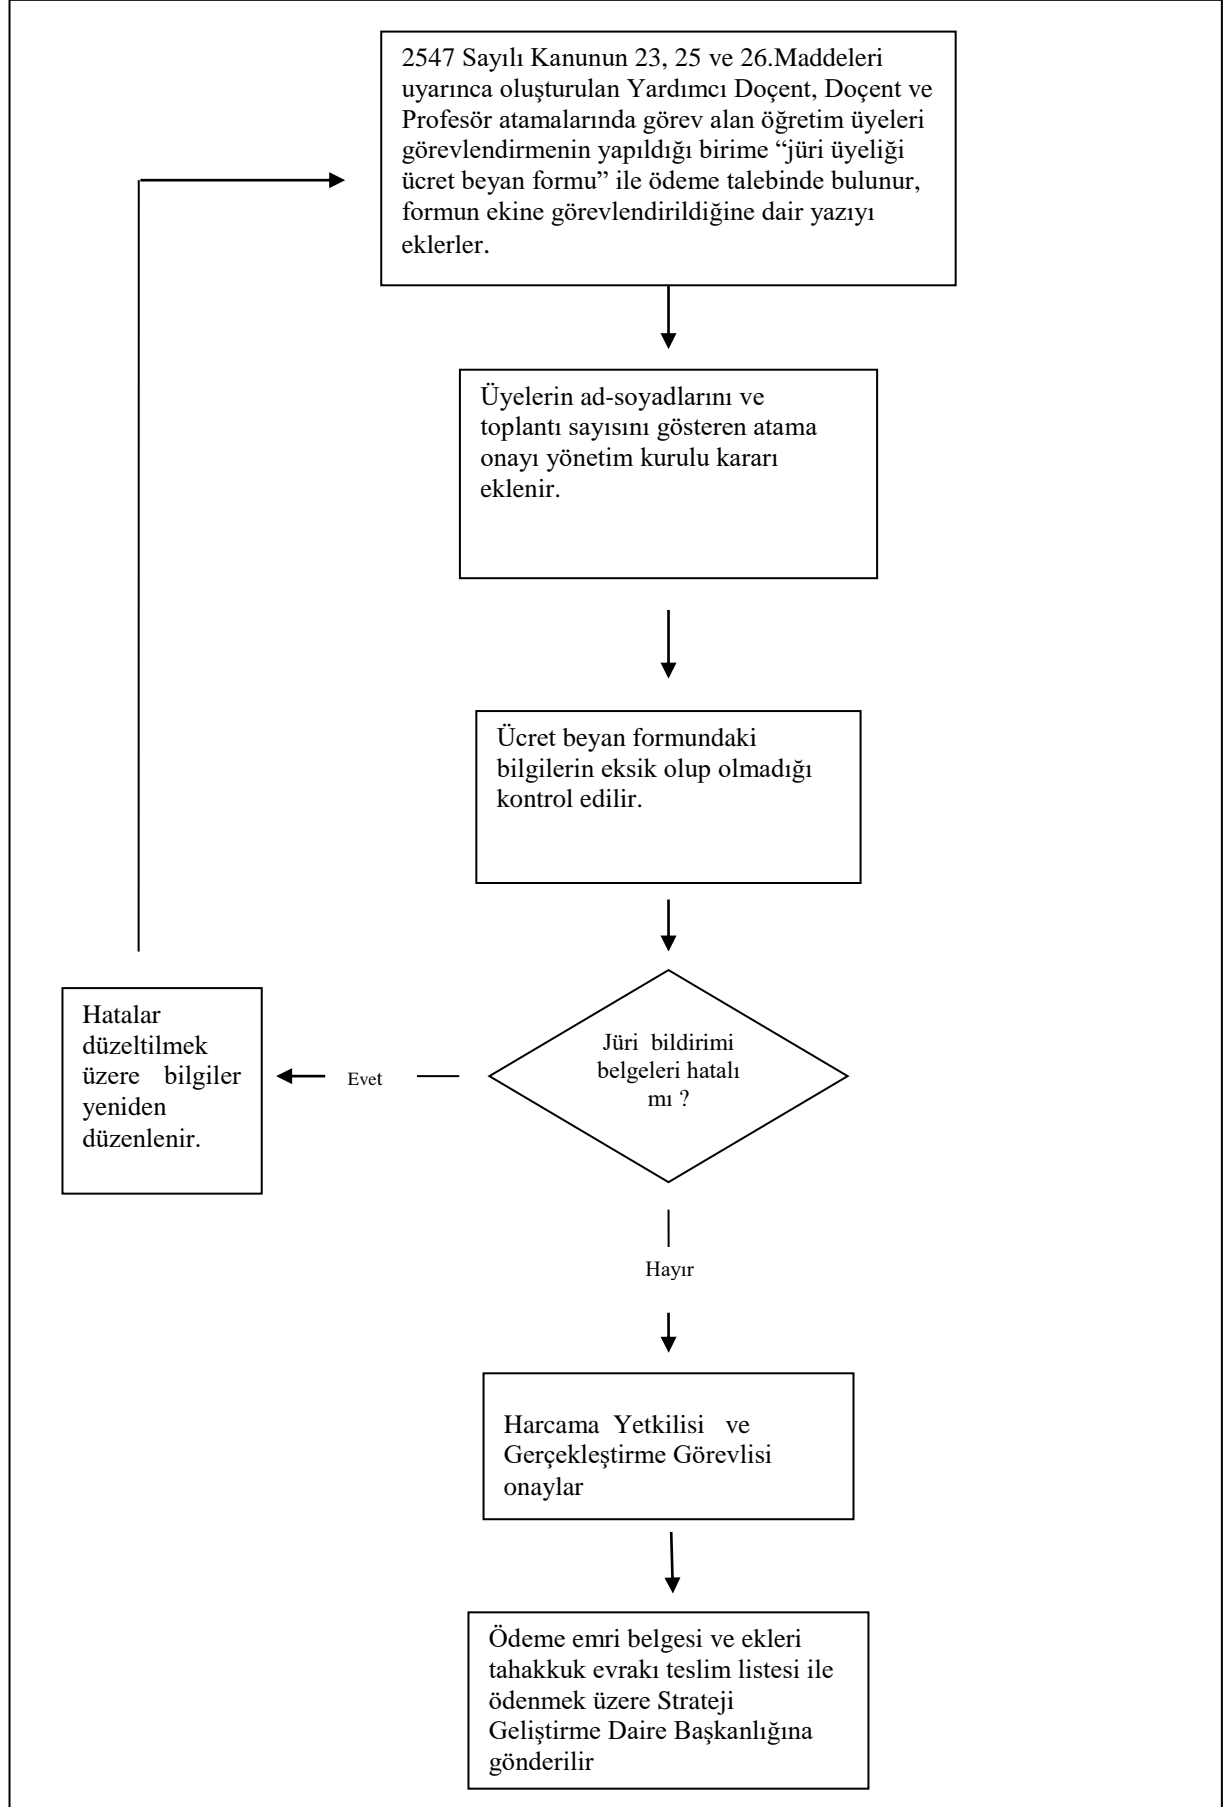 2547 Sayılı Kanunun 23, 25 ve 26.Maddeleri
uyarınca oluşturulan Yardımcı Doçent, Doçent ve
Profesör atamalarında görev alan öğretim üyeleri
görevlendirmenin yapıldığı birime “jüri üyeliği
ücret beyan formu” ile ödeme talebinde bulunur,
formun ekine görevlendirildiğine dair yazıyı
eklerler.
Üyelerin ad-soyadlarını ve
toplantı sayısını gösteren atama
onayı yönetim kurulu kararı
eklenir.
Ücret beyan formundaki
bilgilerin eksik olup olmadığı
kontrol edilir.
Jüri bildirimi
belgeleri hatalı
mı ?
Evet
Hatalar
düzeltilmek
üzere bilgiler
yeniden
düzenlenir.
Hayır
Harcama Yetkilisi ve
Gerçekleştirme Görevlisi
onaylar
Ödeme emri belgesi ve ekleri
tahakkuk evrakı teslim listesi ile
ödenmek üzere Strateji
Geliştirme Daire Başkanlığına
gönderilir